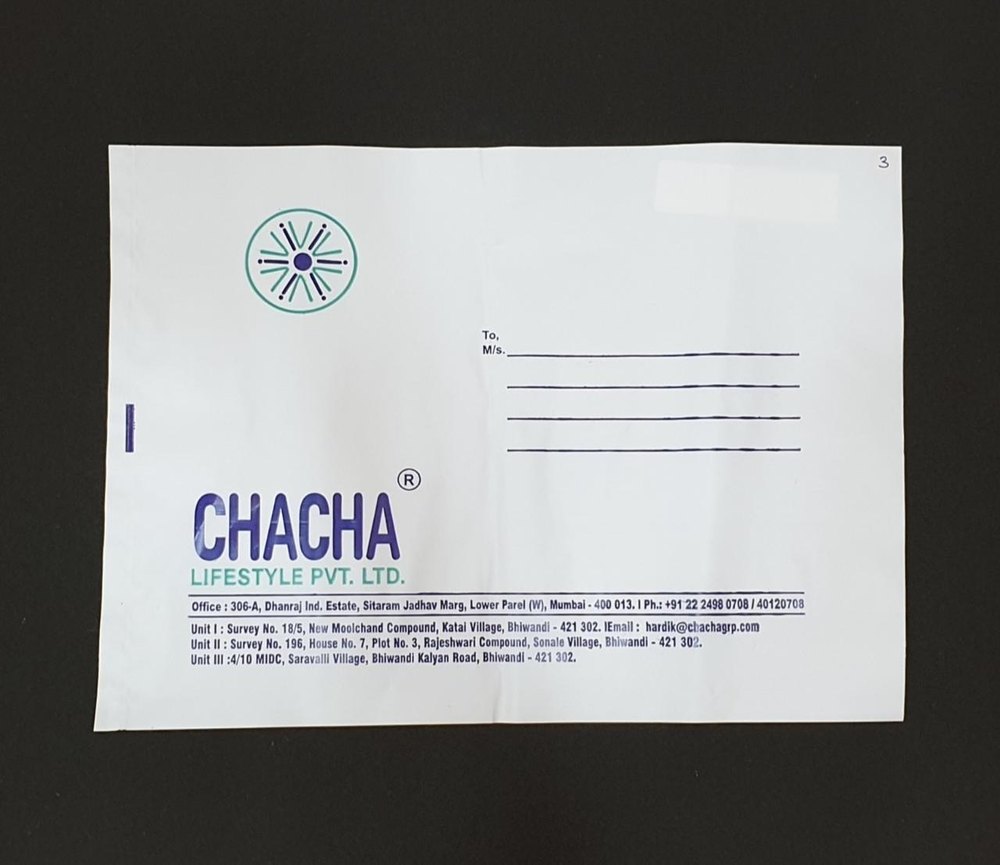 3
To,
M/s.
CHACHA ®
LIFESTYLE PVT. LTD.
Office : 306-A, Dhanraj Ind. Estate, Sitaram Jadhav Marg, Lower Parel (W), Mumbai - 400 013. I Ph.: +91 22 2498 0708 / 40120708
Unit I : Survey No. 18/5, New Moolchand Compound, Katai Village, Bhiwandi - 421 302. IEmail : hardik@chachagrp.com
Unit II : Survey No. 196, House No. 7, Plot No. 3, Rajeshwari Compound, Sonale Village, Bhiwandi - 421 302.
Unit III :4/10 MIDC, Saravalli Village, Bhiwandi Kalyan Road, Bhiwandi - 421 302.